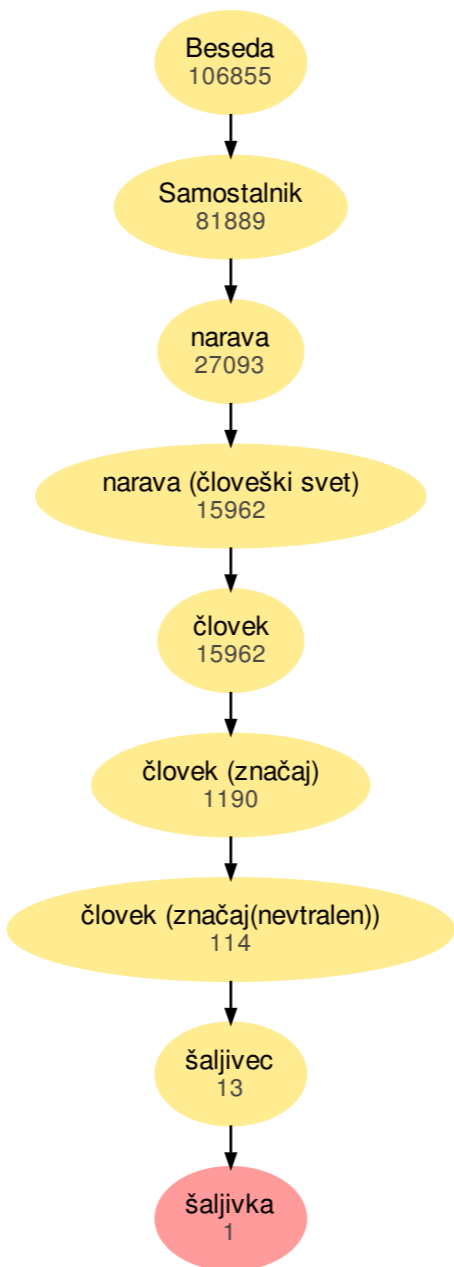 Beseda
106855
Samostalnik
81889
narava
27093
narava (človeški svet)
15962
človek
15962
človek (značaj)
1190
človek (značaj(nevtralen))
114
šaljivec
13
šaljivka
1